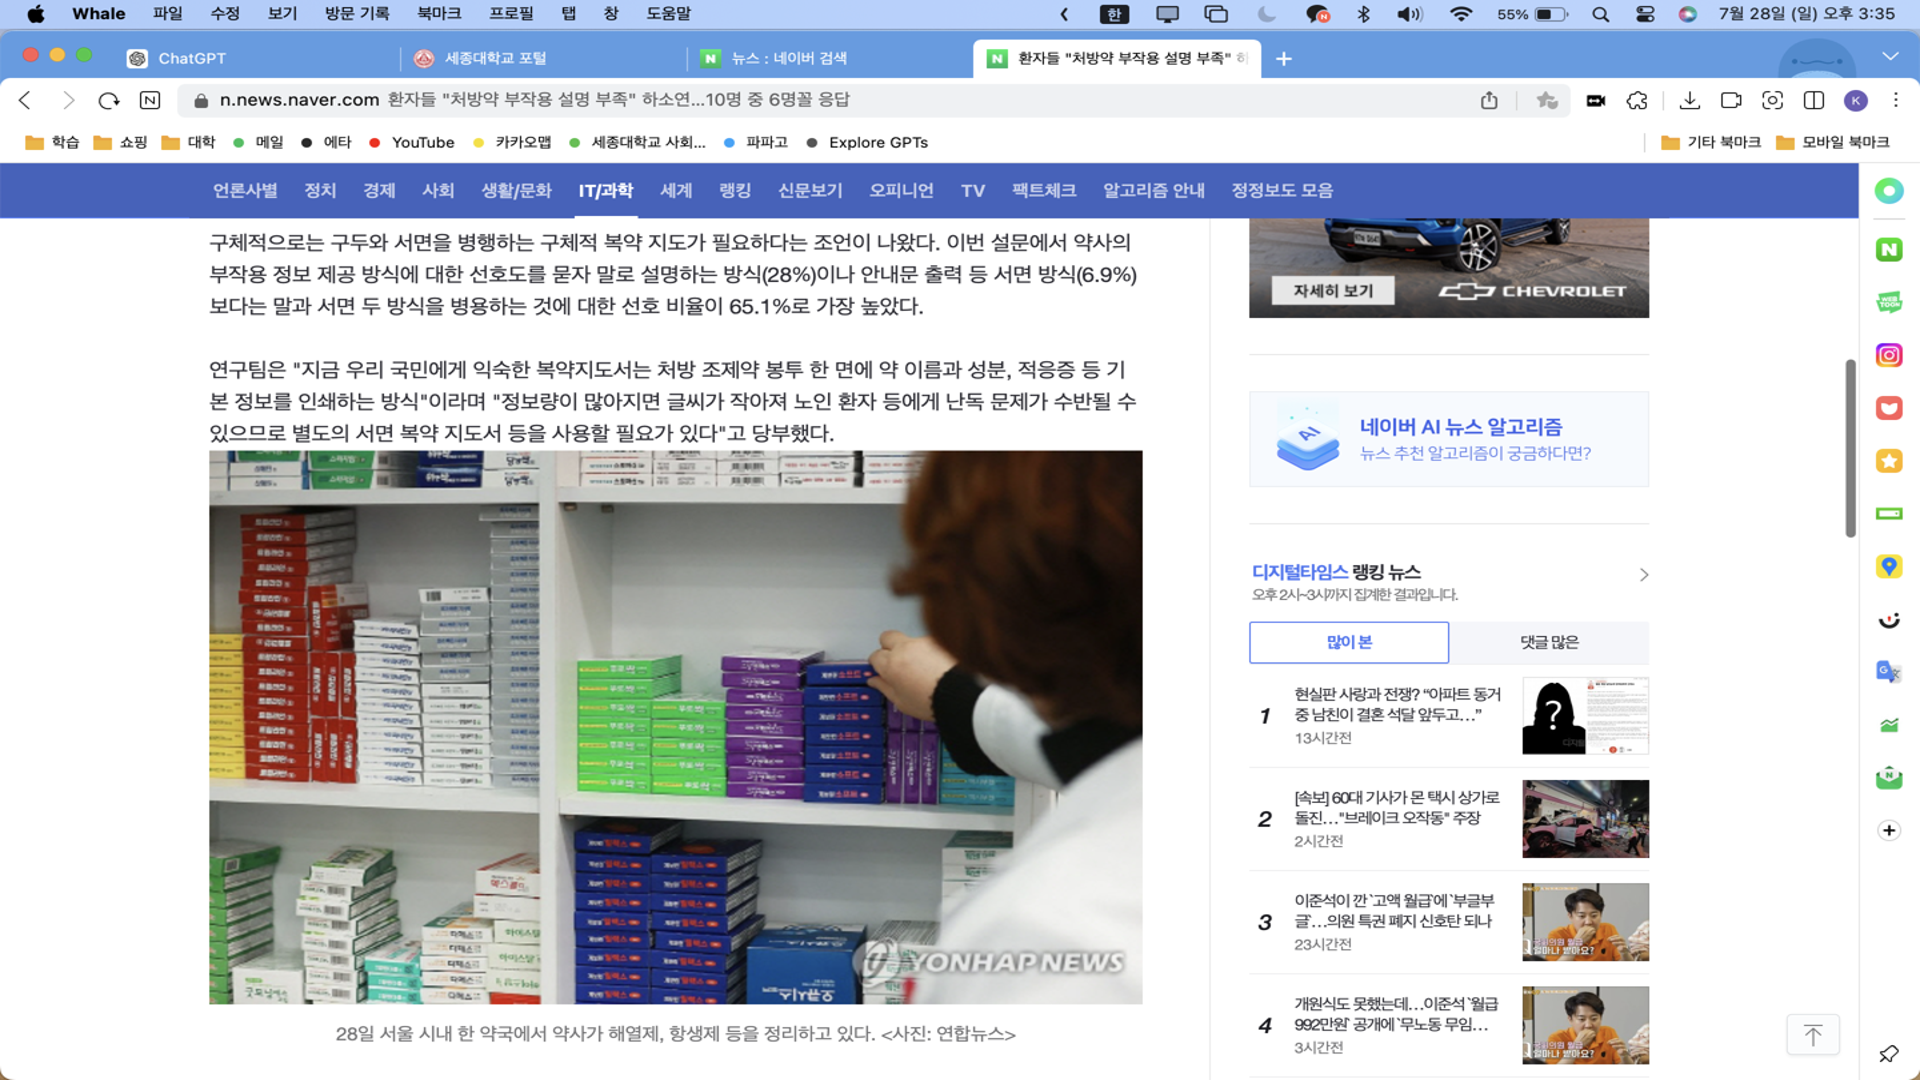 Whale 파일 수정 보기 방문 기록 북마크 프로필 탭 창 도움말 한 N 55% 7월 28일 (일) 오후 3:35
ChatGPT 세종대학교 포털 N 뉴스 : 네이버 검색 N 환자들 "처방약 부작용 설명 부족" 하
N n.news.naver.com 환자들 "처방약 부작용 설명 부족" 하소연...10명 중 6명꼴 응답 K
학습 쇼핑 대학 메일 에타 YouTube 카카오맵 세종대학교 사회... 파파고 Explore GPTs 기타 북마크 모바일 북마크
언론사별 정치 경제 사회 생활/문화 IT/과학 세계 랭킹 신문보기 오피니언 TV 팩트체크 알고리즘 안내 정정보도 모음
구체적으로는 구두와 서면을 병행하는 구체적 복약 지도가 필요하다는 조언이 나왔다. 이번 설문에서 약사의
부작용 정보 제공 방식에 대한 선호도를 묻자 말로 설명하는 방식(28%)이나 안내문 출력 등 서면 방식(6.9%)
보다는 말과 서면 두 방식을 병용하는 것에 대한 선호 비율이 65.1%로 가장 높았다.
연구팀은 "지금 우리 국민에게 익숙한 복약지도서는 처방 조제약 봉투 한 면에 약 이름과 성분, 적응증 등 기
본 정보를 인쇄하는 방식"이라며 "정보량이 많아지면 글씨가 작아져 노인 환자 등에게 난독 문제가 수반될 수
있으므로 별도의 서면 복약 지도서 등을 사용할 필요가 있다"고 당부했다.
YONHAP NEWS
28일 서울 시내 한 약국에서 약사가 해열제, 항생제 등을 정리하고 있다. <사진: 연합뉴스>
자세히 보기 CHEVROLET
AI
네이버 AI 뉴스 알고리즘
뉴스 추천 알고리즘이 궁금하다면?
디지털타임스 랭킹 뉴스
오후 2시~3시까지 집계한 결과입니다.
많이 본 댓글 많은
1 현실판 사랑과 전쟁? “아파트 동거
중 남친이 결혼 석달 앞두고…”
13시간전
?
2 [속보] 60대 기사가 몬 택시 상가로
돌진…"브레이크 오작동" 주장
2시간전
3 이준석이 깐 `고액 월급`에 `부글부
글`…의원 특권 폐지 신호탄 되나
23시간전
국회의원 월급
얼마나 받아요?
4 개원식도 못했는데…이준석 `월급
992만원` 공개에 `무노동 무임…
3시간전
국회의원 월급
얼마나 받아요?
N
WEB
TOON
N